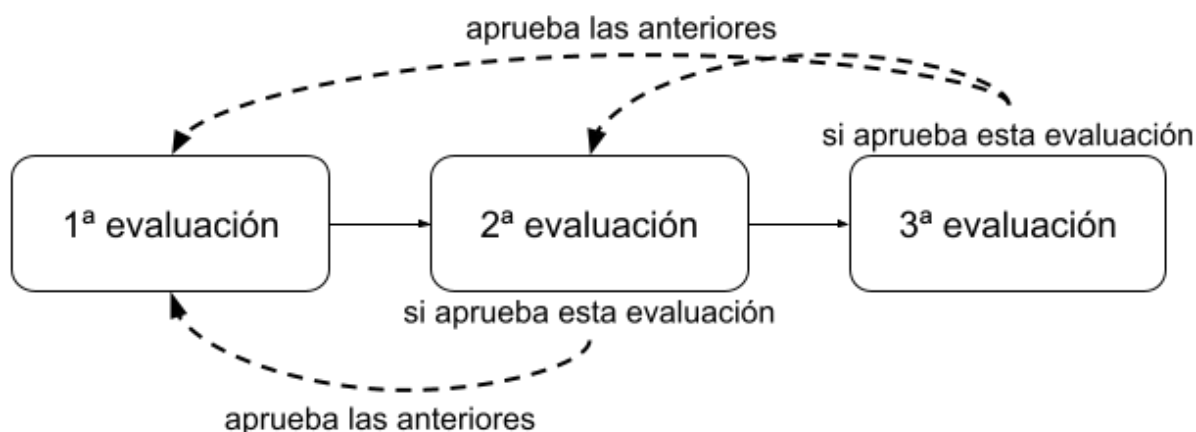 aprueba las anteriores
si aprueba esta evaluación
1ª evaluación
2ª evaluación
3ª evaluación
si aprueba esta evaluación
aprueba las anteriores